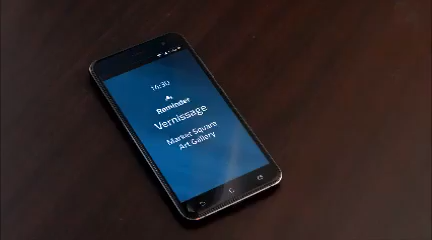 16:30
Reminder
Vernissage
Market Square
Art Gallery